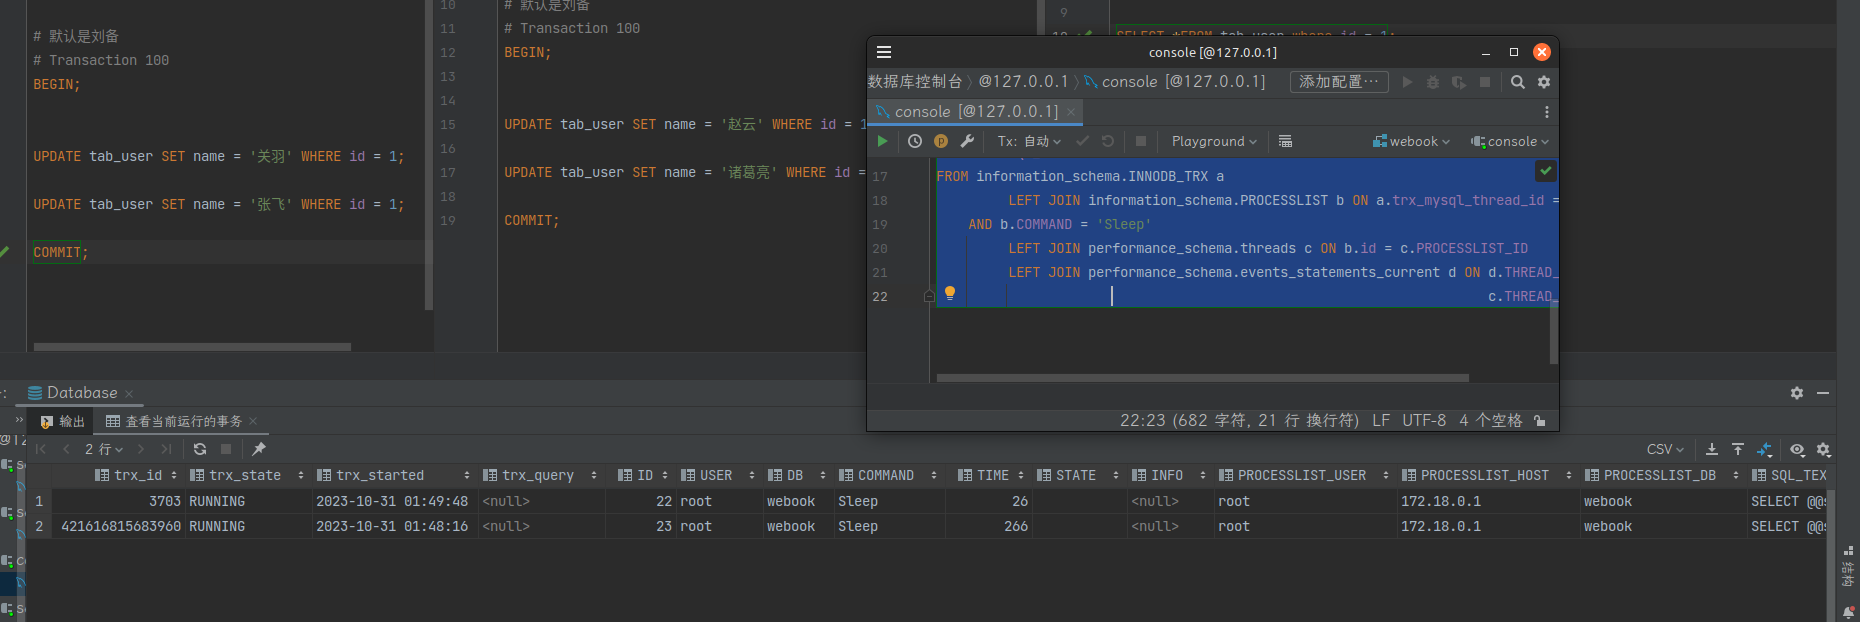 # 默认是刘备
# Transaction 100
BEGIN;
UPDATE tab_user SET name = '关羽' WHERE id = 1;
UPDATE tab_user SET name = '张飞' WHERE id = 1;
COMMIT;
10 # 默认是刘备
11 # Transaction 100
12 BEGIN;
13
14
15 UPDATE tab_user SET name = '赵云' WHERE id = 1
16
17 UPDATE tab_user SET name = '诸葛亮' WHERE id =
18
19 COMMIT;
9
console [@127.0.0.1]
数据库控制台 〉 @127.0.0.1 〉 console [@127.0.0.1] 添加配置…
console [@127.0.0.1]
Tx: 自动 Playground webook console
17 FROM information_schema.INNODB_TRX a
18 LEFT JOIN information_schema.PROCESSLIST b ON a.trx_mysql_thread_id =
19 AND b.COMMAND = 'Sleep'
20 LEFT JOIN performance_schema.threads c ON b.id = c.PROCESSLIST_ID
21 LEFT JOIN performance_schema.events_statements_current d ON d.THREAD_
22 c.THREAD_
22:23 (682 字符, 21 行 换行符) LF UTF-8 4 个空格
Database
输出 查看当前运行的事务
2 行 CSV
trx_id trx_state trx_started trx_query ID USER DB COMMAND TIME STATE INFO PROCESSLIST_USER PROCESSLIST_HOST PROCESSLIST_DB SQL_TEX
1 3703 RUNNING 2023-10-31 01:49:48 <null> 22 root webook Sleep 26 <null> root 172.18.0.1 webook SELECT @@s
2 421616815683960 RUNNING 2023-10-31 01:48:16 <null> 23 root webook Sleep 266 <null> root 172.18.0.1 webook SELECT @@s
结构